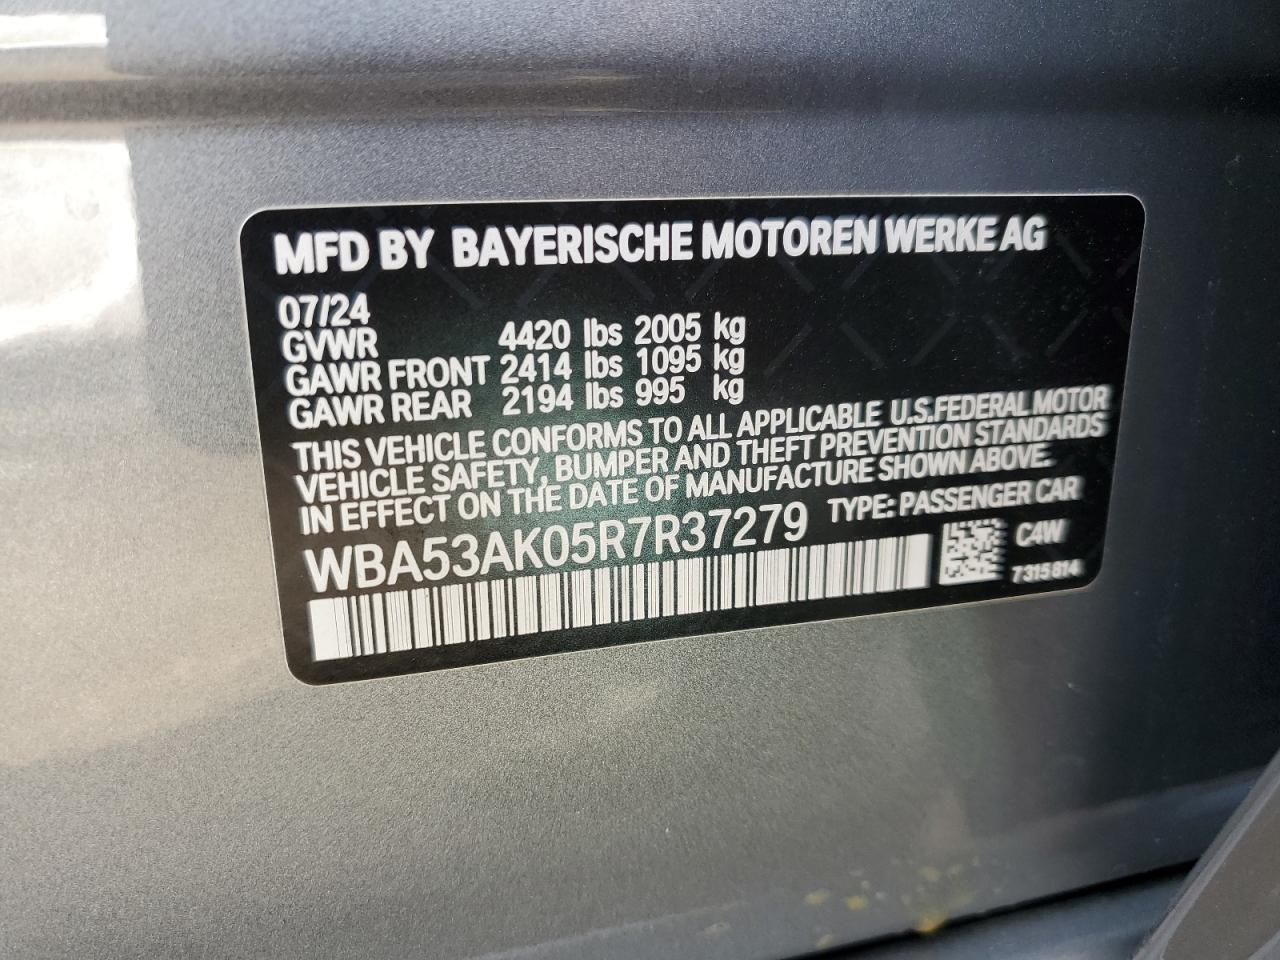 MFD BY BAYERISCHE MOTOREN WERKE AG
07/24
GVWR 4420 lbs 2005 kg
GAWR FRONT 2414 lbs 1095 kg
GAWR REAR 2194 lbs 995 kg
THIS VEHICLE CONFORMS TO ALL APPLICABLE U.S.FEDERAL MOTOR
VEHICLE SAFETY, BUMPER AND THEFT PREVENTION STANDARDS
IN EFFECT ON THE DATE OF MANUFACTURE SHOWN ABOVE.
WBA53AK05R7R37279 TYPE: PASSENGER CAR
C4W
7315814